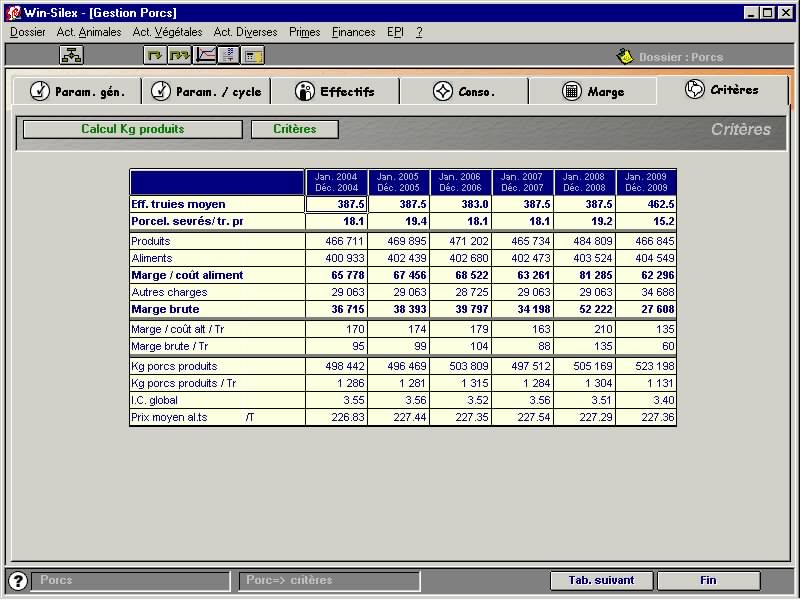 Win-Silex - [Gestion Porcs]
Dossier Act. Animales Act. Végétales Act. Diverses Primes Finances EPI ?
Dossier : Porcs
Param. gén. Param. / cycle Effectifs Conso. Marge Critères
Calcul Kg produits Critères Critères
Jan. 2004 Jan. 2005 Jan. 2006 Jan. 2007 Jan. 2008 Jan. 2009
Déc. 2004 Déc. 2005 Déc. 2006 Déc. 2007 Déc. 2008 Déc. 2009
Eff. truies moyen 387.5 387.5 383.0 387.5 387.5 462.5
Porcel. sevrés/ tr. pr 18.1 19.4 18.1 18.1 19.2 15.2
Produits 466 711 469 895 471 202 465 734 484 809 466 845
Aliments 400 933 402 439 402 680 402 473 403 524 404 549
Marge / coût aliment 65 778 67 456 68 522 63 261 81 285 62 296
Autres charges 29 063 29 063 28 725 29 063 29 063 34 688
Marge brute 36 715 38 393 39 797 34 198 52 222 27 608
Marge / coût alt / Tr 170 174 179 163 210 135
Marge brute / Tr 95 99 104 88 135 60
Kg porcs produits 498 442 496 469 503 809 497 512 505 169 523 198
Kg porcs produits / Tr 1 286 1 281 1 315 1 284 1 304 1 131
I.C. global 3.55 3.56 3.52 3.56 3.51 3.40
Prix moyen al.ts /T 226.83 227.44 227.35 227.54 227.29 227.36
? Porcs Porc=> critères Tab. suivant Fin